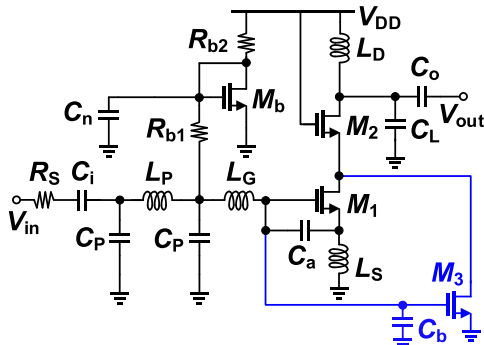 VDD
Rb2
LD
Co
Cn
Mb
Vout
M2
CL
Rb1
RS
Ci
LP
LG
M1
Vin
CP
CP
Ca
LS
M3
Cb